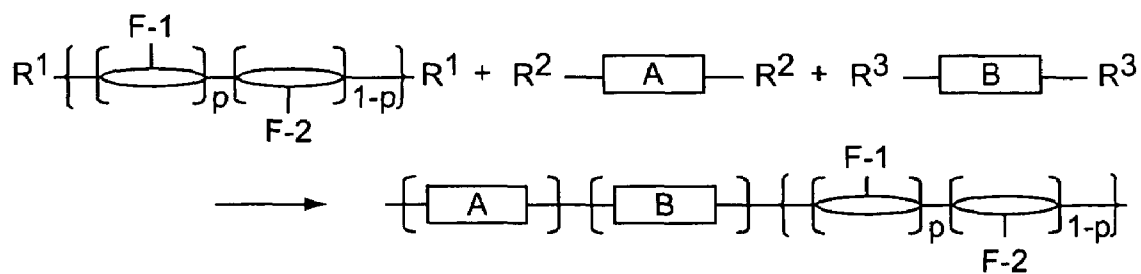 F-1
R¹ p 1-p R¹ + R² A R² + R³ B R³
F-2
F-1
A B p 1-p
F-2